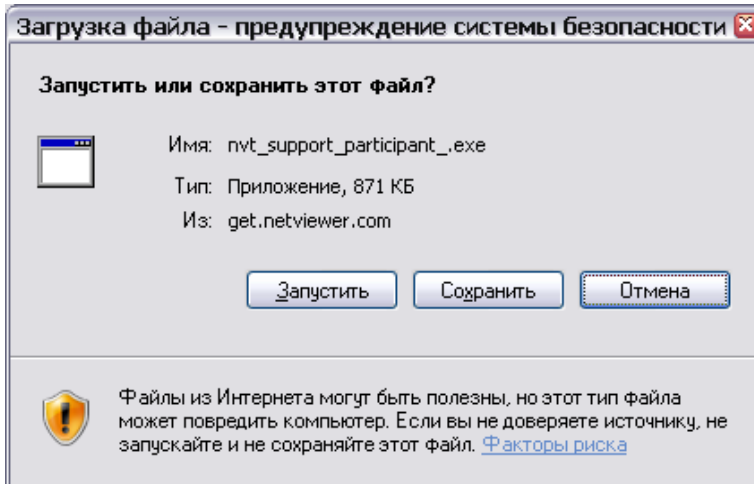 Загрузка файла - предупреждение системы безопасности
Запустить или сохранить этот файл?
Имя: nvt_support_participant_.exe
Тип: Приложение, 871 КБ
Из: get.netviewer.com
Запустить Сохранить Отмена
Файлы из Интернета могут быть полезны, но этот тип файла
может повредить компьютер. Если вы не доверяете источнику, не
запускайте и не сохраняйте этот файл. Факторы риска